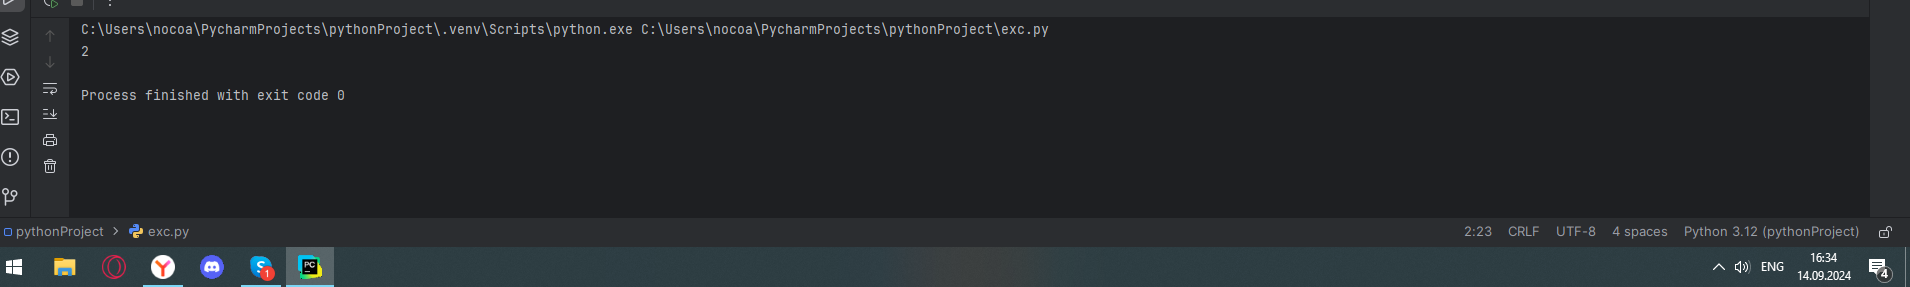 C:\Users\nocoa\PycharmProjects\pythonProject\.venv\Scripts\python.exe C:\Users\nocoa\PycharmProjects\pythonProject\exc.py
2
Process finished with exit code 0
pythonProject > exc.py 2:23 CRLF UTF-8 4 spaces Python 3.12 (pythonProject)
1 PC ENG 16:34 4
14.09.2024